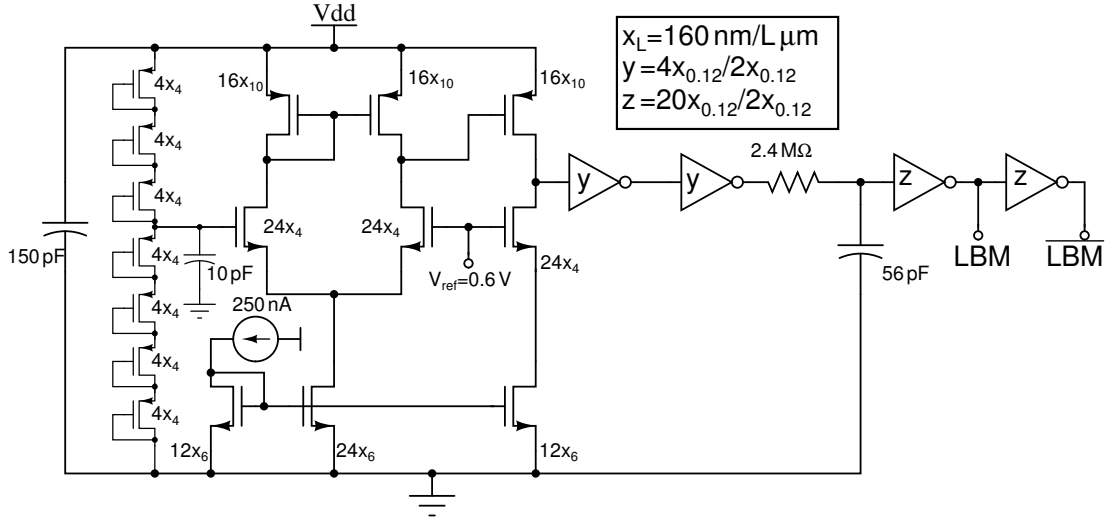 Vdd
x_L=160 nm/L μm
y=4x_0.12/2x_0.12
z=20x_0.12/2x_0.12
4x_4
16x_10
16x_10
16x_10
4x_4
2.4 MΩ
4x_4
y
y
z
z
24x_4
24x_4
150 pF
4x_4
10 pF
V_ref=0.6 V
24x_4
56 pF
LBM
L̅B̅M̅
4x_4
250 nA
4x_4
4x_4
12x_6
24x_6
12x_6